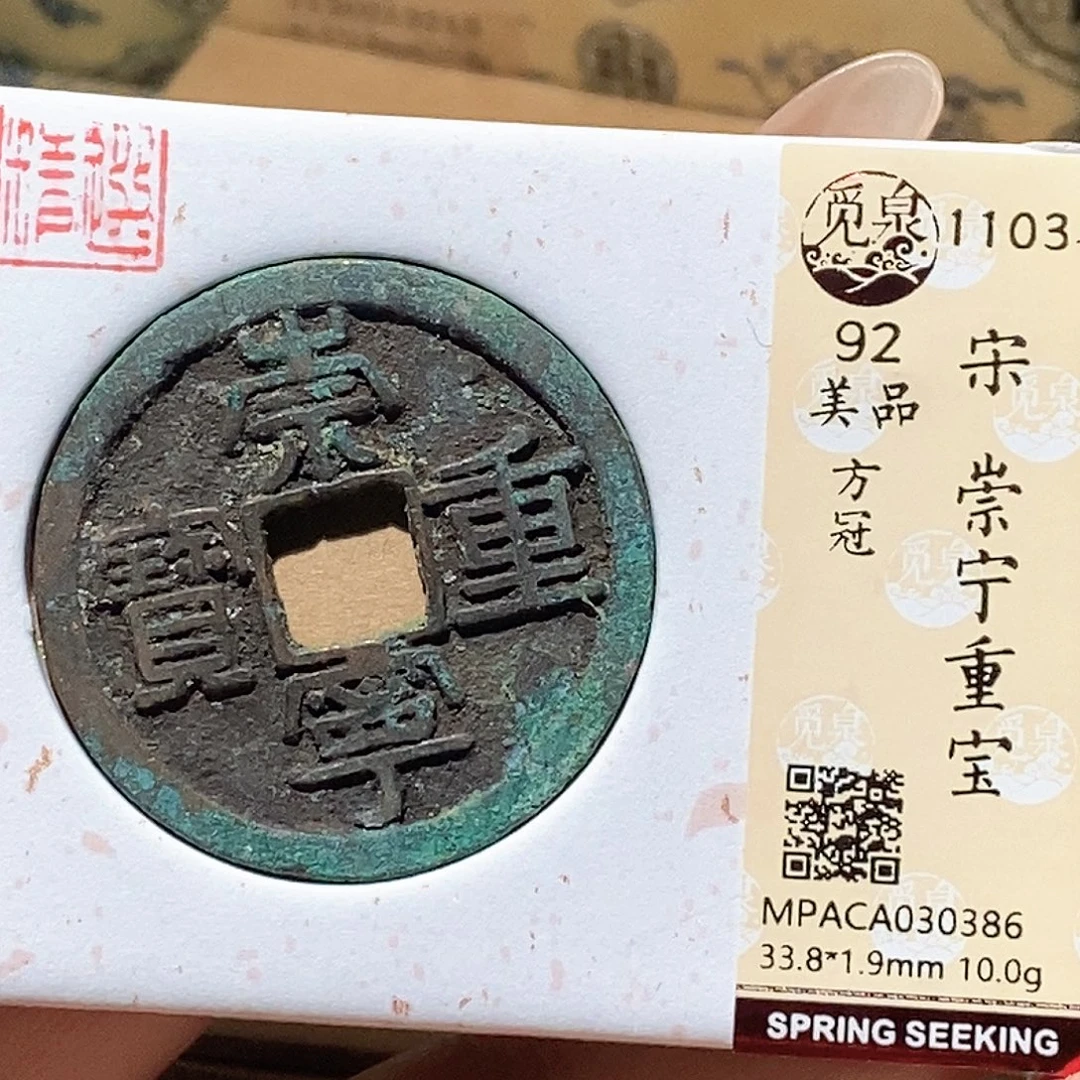 崇
重
寶
寧
觅泉
1103
92
美品
方冠
宋
崇宁重宝
MPACA030386
33.8*1.9mm 10.0g
SPRING SEEKING